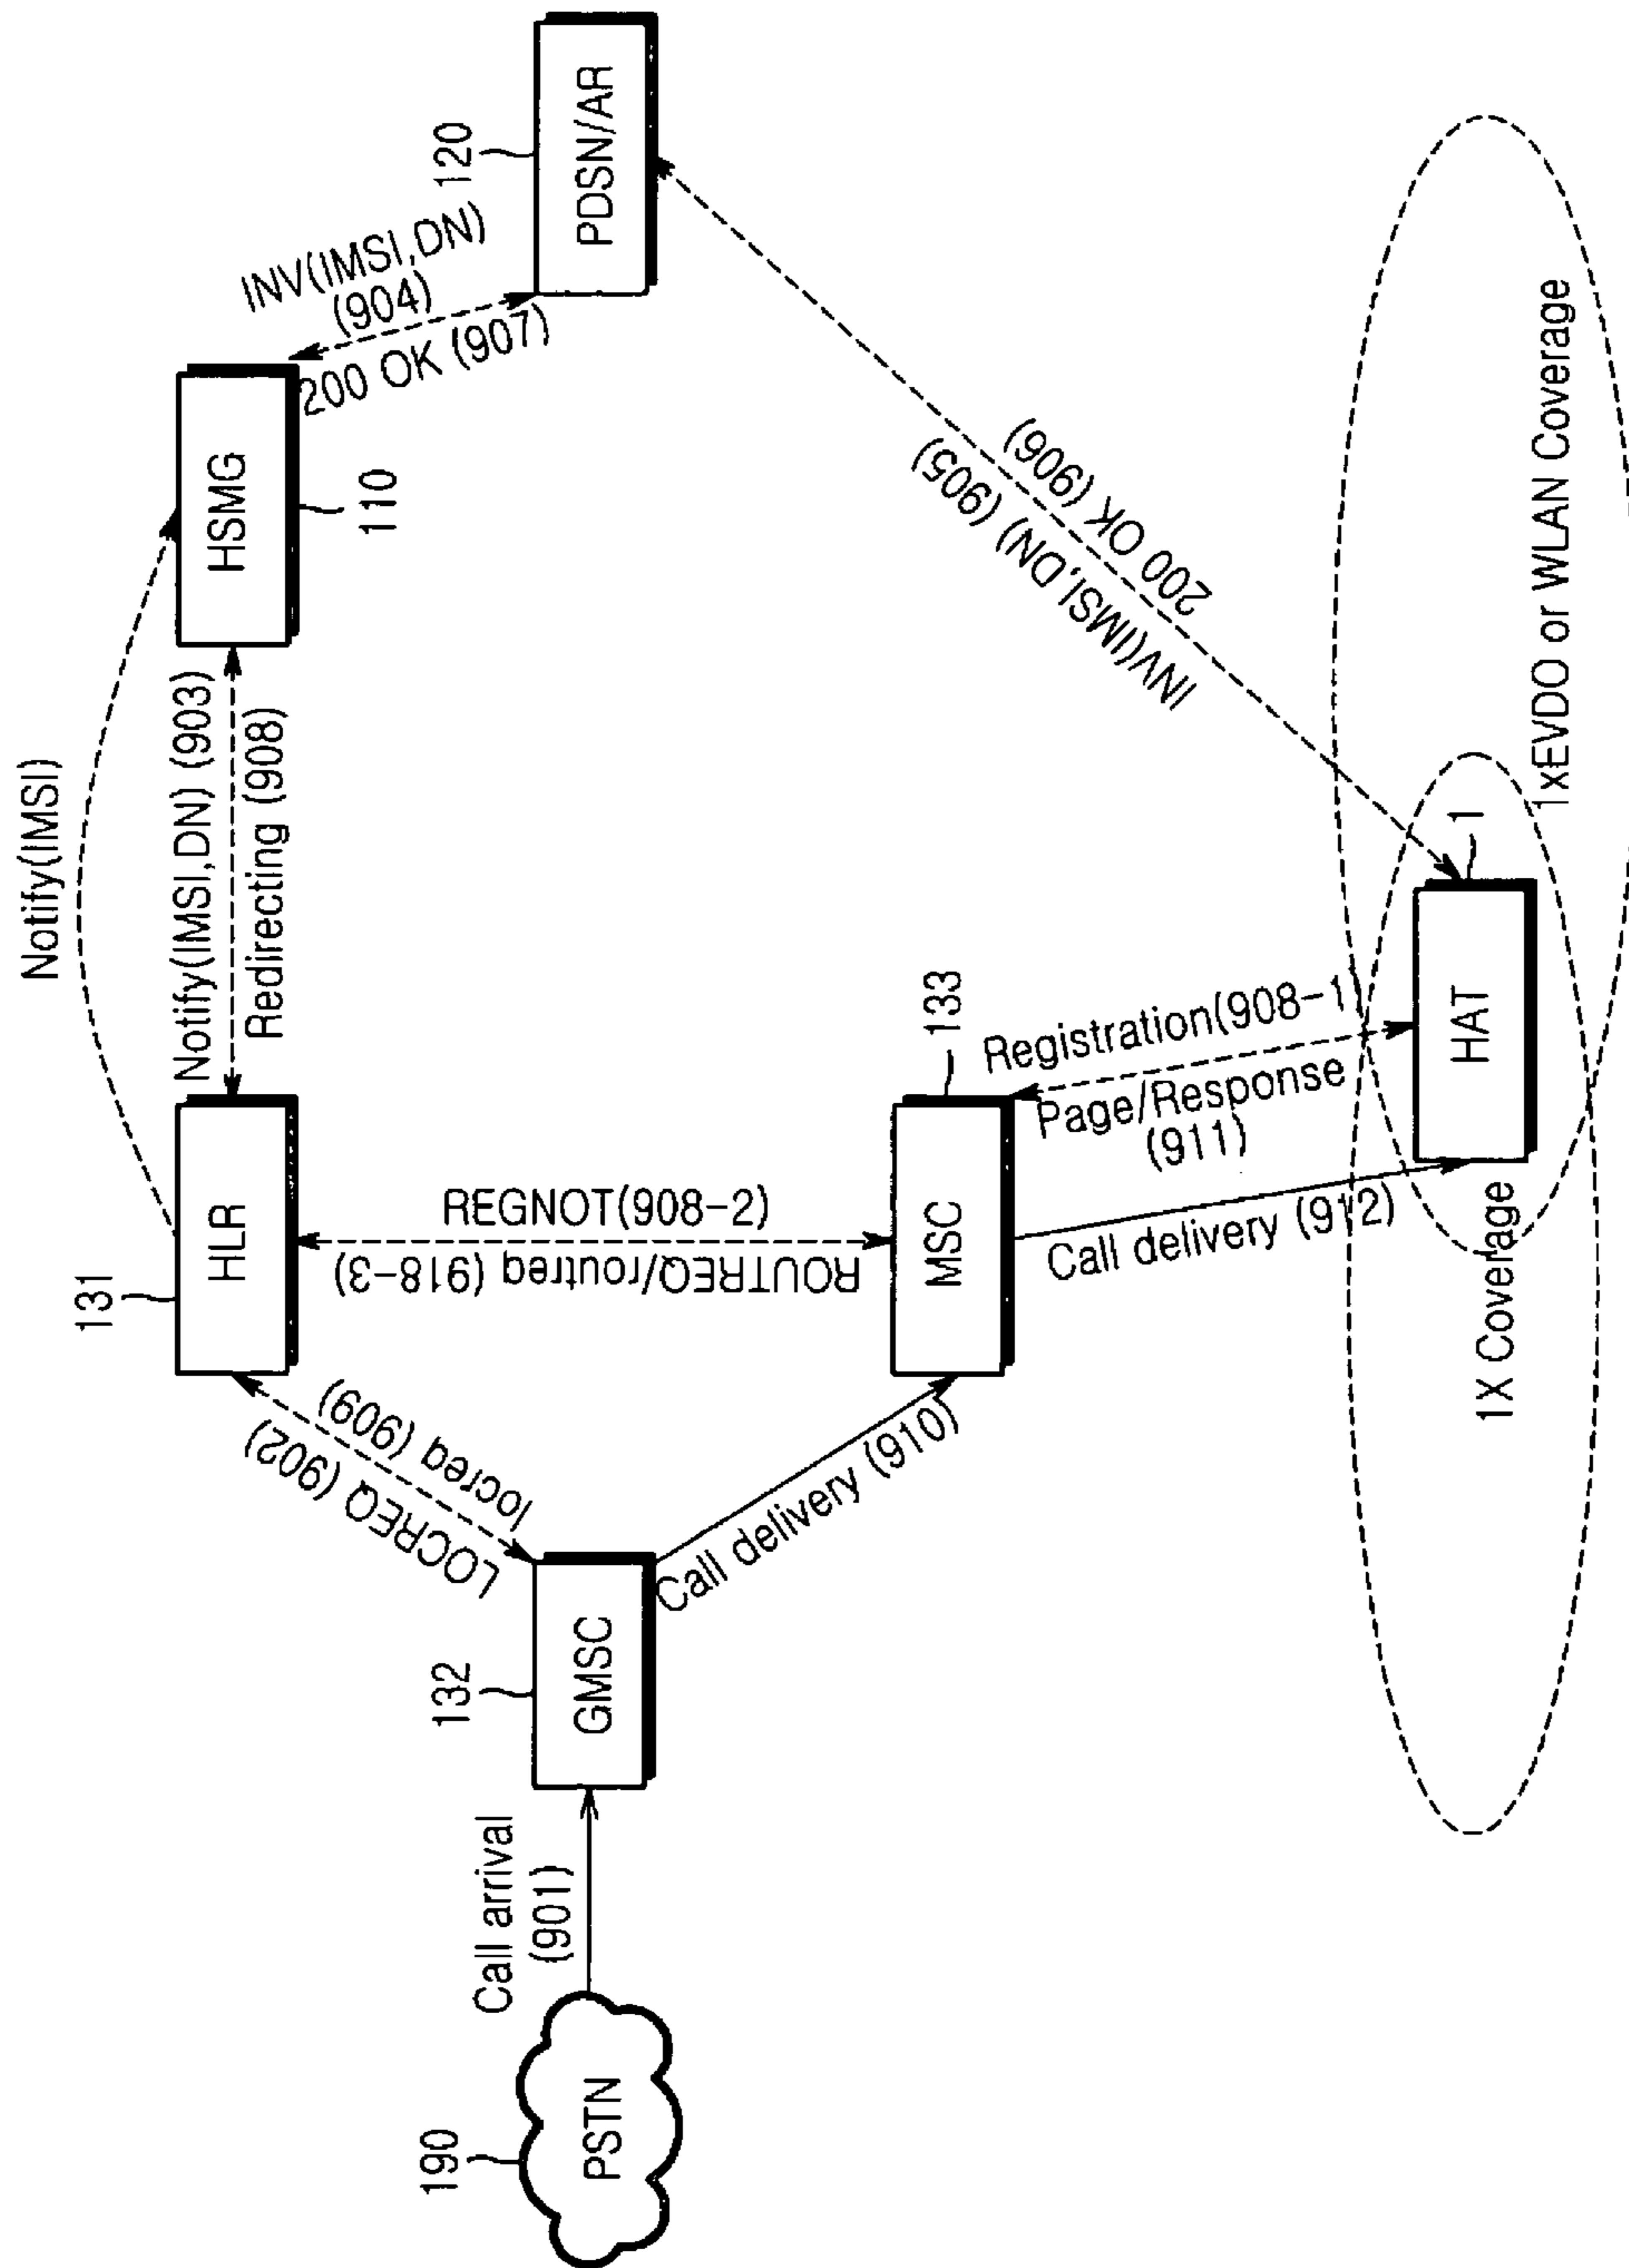 Notify(IMSI)
131
HLR
Notify(IMSI,DN) (903)
Redirecting (908)
HSMG
110
INV(IMSI,DN)
(904)
200 OK (907)
120
PDSN/AR
LOCREQ (902)
locreq (909)
132
GMSC
Call arrival
(901)
190
PSTN
REGNOT(908-2)
ROUTREQ/routreq (918-3)
Call delivery (910)
MSC
133
INV(IMSI,DN) (905)
200 OK (906)
Registration(908-1)
Page/Response
(911)
Call delivery (912)
HAT
1
1X Coverage
1xEVDO or WLAN Coverage